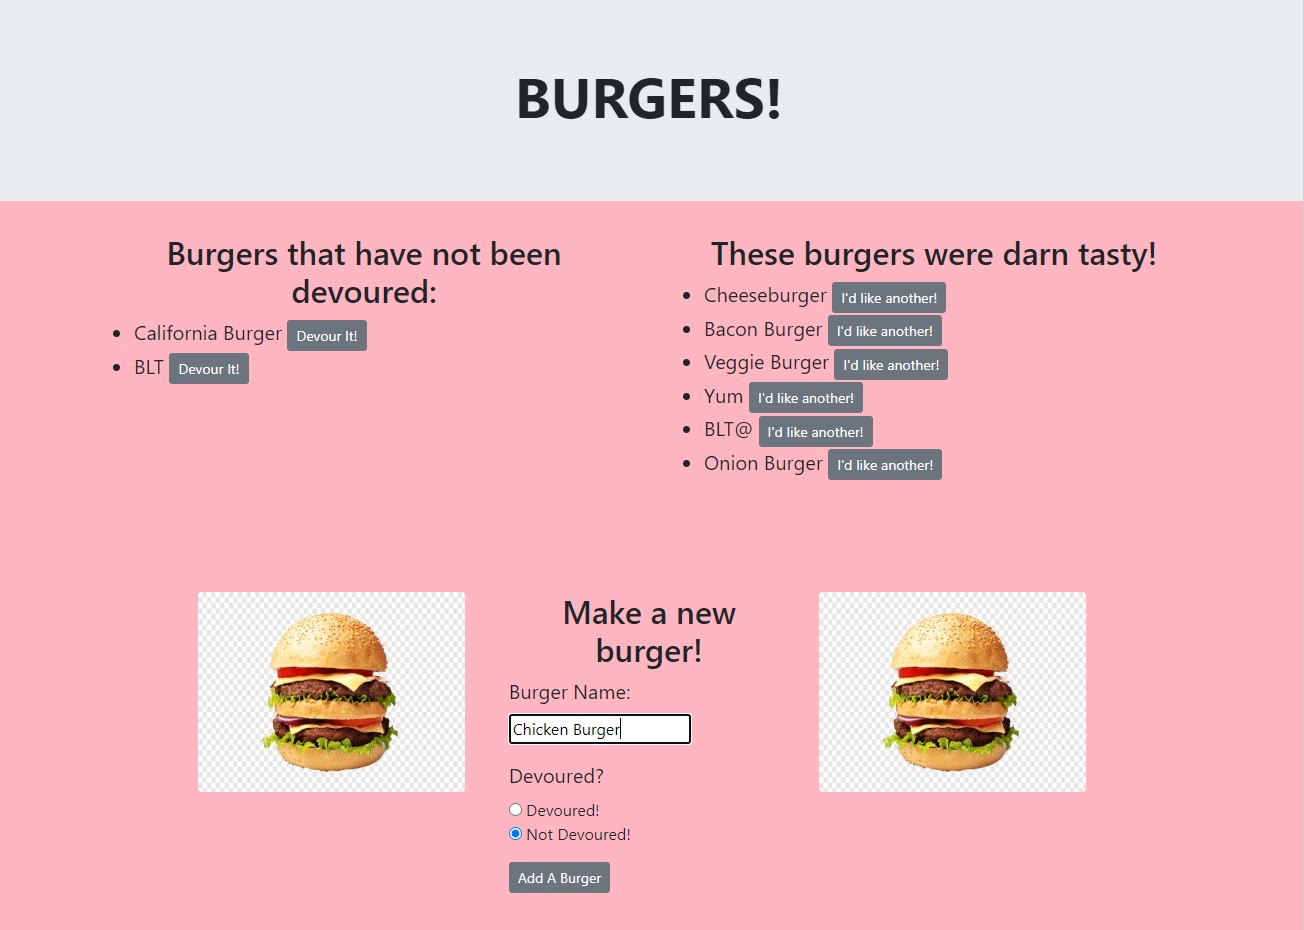 BURGERS!
Burgers that have not been
devoured:
California Burger Devour It!
BLT Devour It!
These burgers were darn tasty!
Cheeseburger I'd like another!
Bacon Burger I'd like another!
Veggie Burger I'd like another!
Yum I'd like another!
BLT@ I'd like another!
Onion Burger I'd like another!
Make a new
burger!
Burger Name:
Chicken Burger
Devoured?
Devoured!
Not Devoured!
Add A Burger